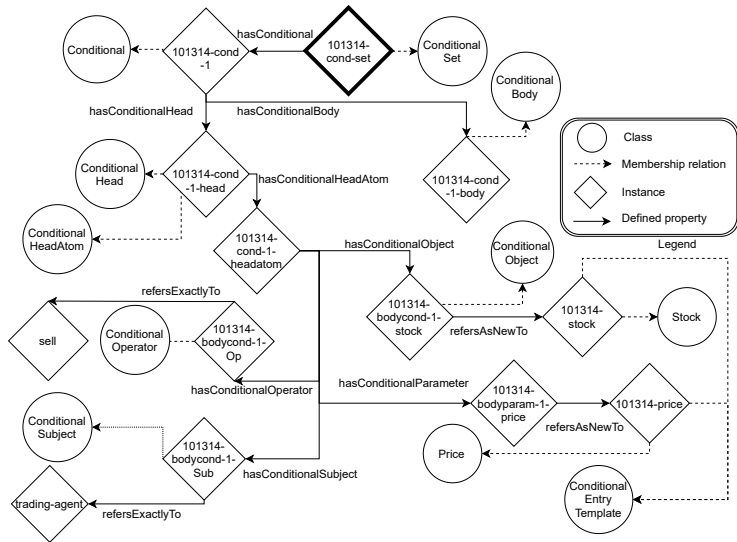 Conditional
101314-
cond
-1
hasConditional
101314-
cond-set
Conditional
Set
hasConditionalHead
hasConditionalBody
Conditional
Body
Conditional
Head
101314-cond
-1-head
hasConditionalHeadAtom
101314-cond
-1-body
Class
Membership relation
Instance
Defined property
Legend
Conditional
HeadAtom
101314-
cond-1-
headatom
hasConditionalObject
Conditional
Object
refersExactlyTo
sell
Conditional
Operator
101314-
bodycond-1-
Op
hasConditionalOperator
101314-
bodycond-1-
stock
refersAsNewTo
101314-
stock
Stock
hasConditionalParameter
101314-
bodyparam-1-
price
refersAsNewTo
101314-price
Conditional
Subject
101314-
bodycond-1-
Sub
hasConditionalSubject
Price
trading-agent
refersExactlyTo
Conditional
Entry
Template